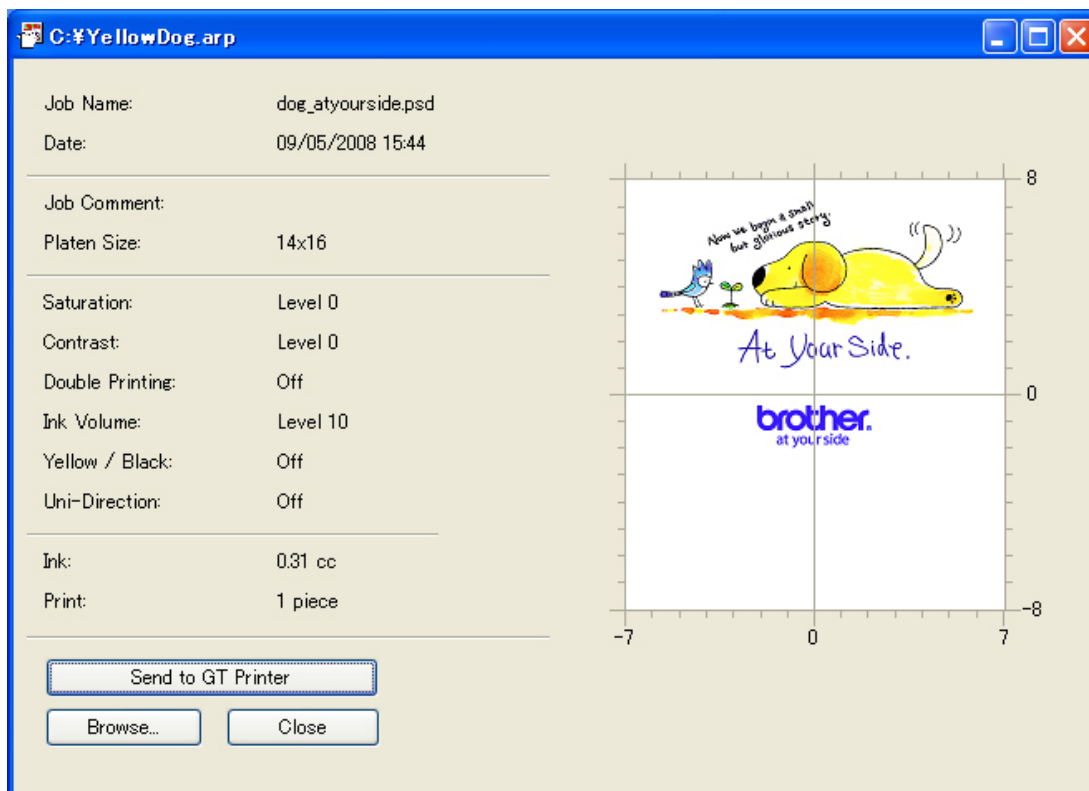 C:¥YellowDog.arp
Job Name: dog_atyourside.psd
Date: 09/05/2008 15:44
Job Comment:
Platen Size: 14x16
Saturation: Level 0
Contrast: Level 0
Double Printing: Off
Ink Volume: Level 10
Yellow / Black: Off
Uni-Direction: Off
Ink: 0.31 cc
Print: 1 piece
Send to GT Printer
Browse...
Close
8
Now we begin a small
but glorious story.
At Your Side.
0
brother.
at your side
-8
-7
0
7